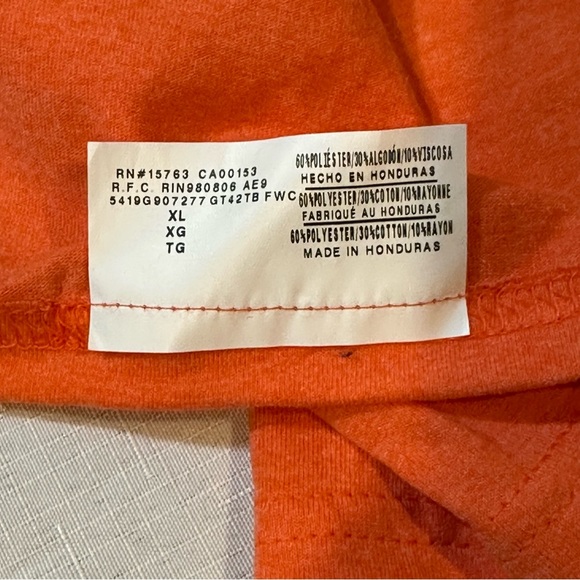 RN#15763 CA00153
R.F.C. RIN980806 AE9
5419G907277 GT42TB FWC
XL
XG
TG
60%POLIÉSTER/30%ALGODÓN/10%VISCOSA
HECHO EN HONDURAS
60%POLYESTER/30%COTON/10%RAYONNE
FABRIQUÉ AU HONDURAS
60%POLYESTER/30%COTTON/10%RAYON
MADE IN HONDURAS